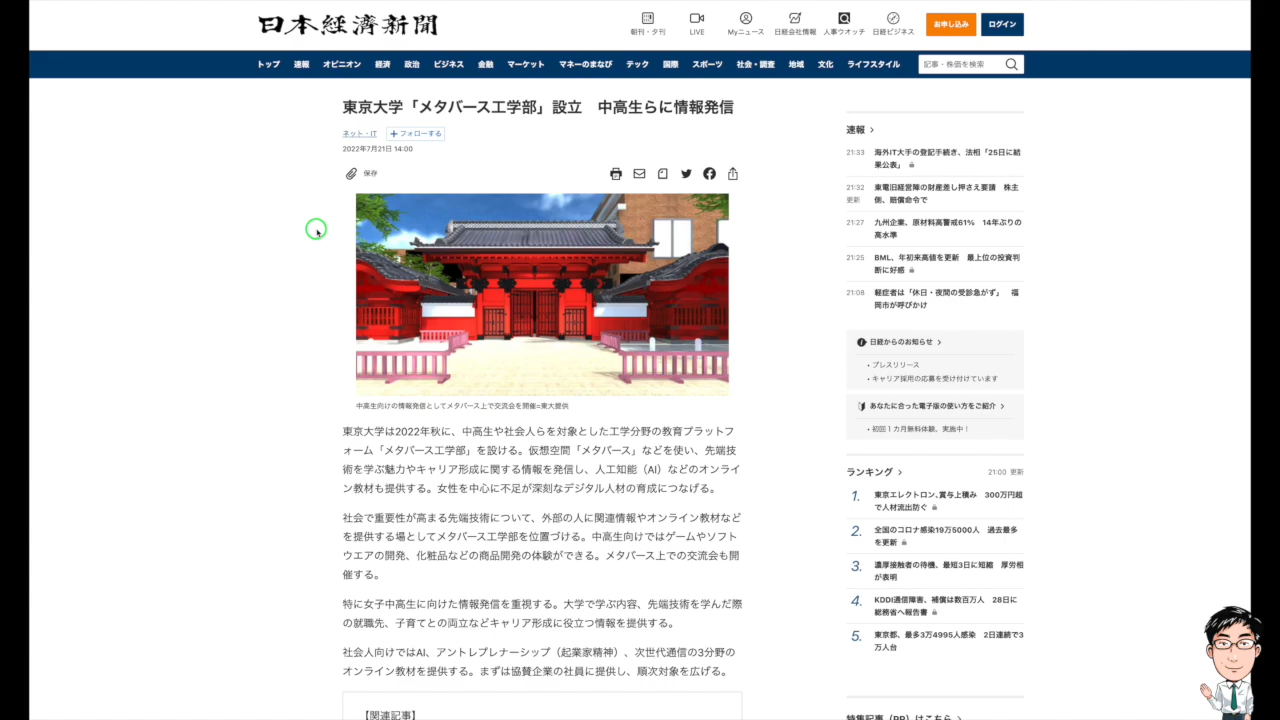 日本経済新聞
朝刊・夕刊
LIVE
Myニュース
日経会社情報
人事ウオッチ
日経ビジネス
お申し込み
ログイン
トップ 速報 オピニオン 経済 政治 ビジネス 金融 マーケット マネーのまなび テック 国際 スポーツ 社会・調査 地域 文化 ライフスタイル
記事・株価を検索
東京大学「メタバース工学部」設立　中高生らに情報発信
ネット・IT
フォローする
2022年7月21日 14:00
保存
中高生向けの情報発信としてメタバース上で交流会を開催=東大提供
東京大学は2022年秋に、中高生や社会人らを対象とした工学分野の教育プラットフ
ォーム「メタバース工学部」を設ける。仮想空間「メタバース」などを使い、先端技
術を学ぶ魅力やキャリア形成に関する情報を発信し、人工知能（AI）などのオンライ
ン教材も提供する。女性を中心に不足が深刻なデジタル人材の育成につなげる。
社会で重要性が高まる先端技術について、外部の人に関連情報やオンライン教材など
を提供する場としてメタバース工学部を位置づける。中高生向けではゲームやソフト
ウエアの開発、化粧品などの商品開発の体験ができる。メタバース上での交流会も開
催する。
特に女子中高生に向けた情報発信を重視する。大学で学ぶ内容、先端技術を学んだ際
の就職先、子育てとの両立などキャリア形成に役立つ情報を提供する。
社会人向けではAI、アントレプレナーシップ（起業家精神）、次世代通信の3分野の
オンライン教材を提供する。まずは協賛企業の社員に提供し、順次対象を広げる。
【関連記事】
速報
21:33 海外IT大手の登記手続き、法相「25日に結
果公表」
21:32 東電旧経営陣の財産差し押さえ要請　株主
更新 側、賠償命令で
21:27 九州企業、原材料高警戒61%　14年ぶりの
高水準
21:25 BML、年初来高値を更新　最上位の投資判
断に好感
21:08 軽症者は「休日・夜間の受診急がず」　福
岡市が呼びかけ
日経からのお知らせ
・プレスリリース
・キャリア採用の応募を受け付けています
あなたに合った電子版の使い方をご紹介
・初回１カ月無料体験、実施中！
ランキング
21:00 更新
1. 東京エレクトロン、賞与上積み　300万円超
で人材流出防ぐ
2. 全国のコロナ感染19万5000人　過去最多
を更新
3. 濃厚接触者の待機、最短3日に短縮　厚労相
が表明
4. KDDI通信障害、補償は数百万人　28日に
総務省へ報告書
5. 東京都、最多3万4995人感染　2日連続で3
万人台
特集記事（PR）はこちら